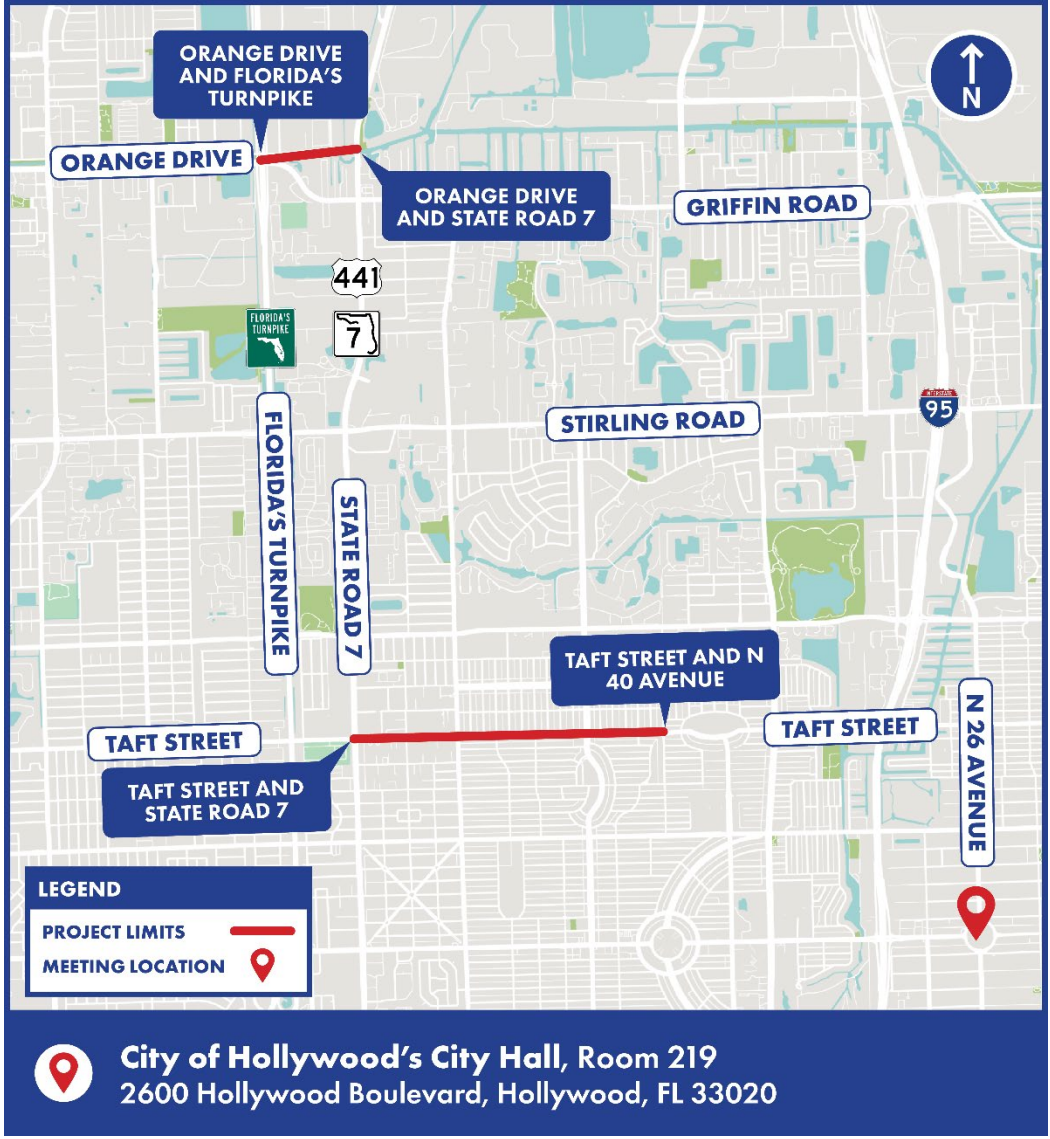 ORANGE DRIVE
AND FLORIDA'S
TURNPIKE
N
ORANGE DRIVE
ORANGE DRIVE
AND STATE ROAD 7
GRIFFIN ROAD
441
FLORIDA'S
TURNPIKE
7
INTERSTATE
95
STIRLING ROAD
FLORIDA'S TURNPIKE
STATE ROAD 7
TAFT STREET AND N
40 AVENUE
TAFT STREET
TAFT STREET
N 26 AVENUE
TAFT STREET AND
STATE ROAD 7
LEGEND
PROJECT LIMITS
MEETING LOCATION
City of Hollywood's City Hall, Room 219
2600 Hollywood Boulevard, Hollywood, FL 33020